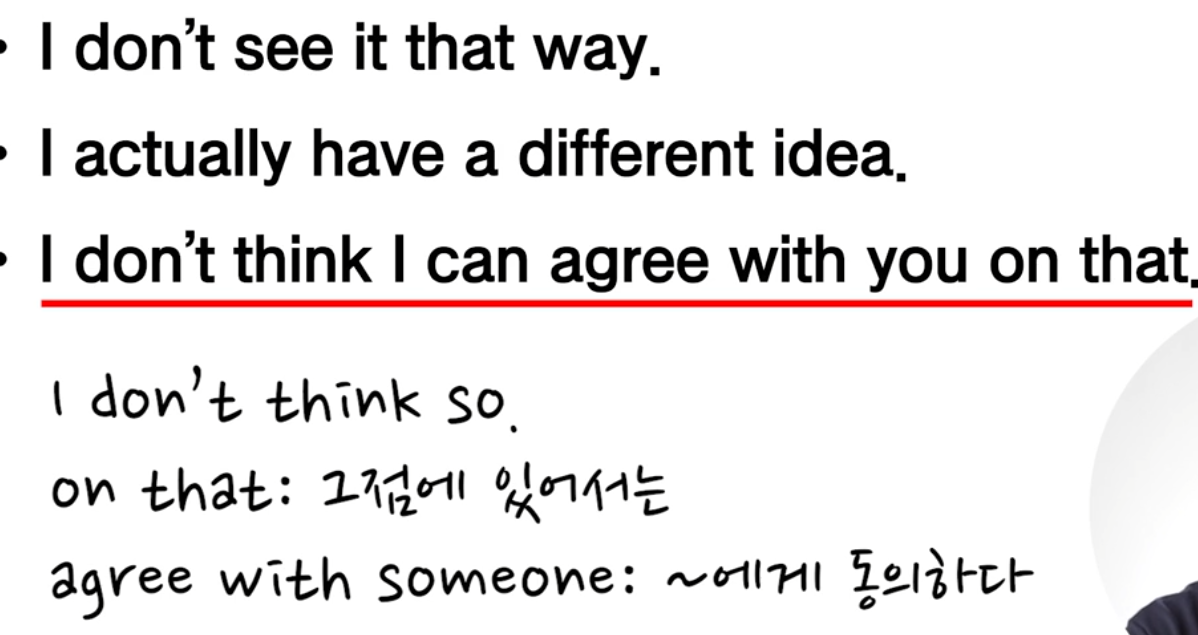 • I don't see it that way.
• I actually have a different idea.
• I don't think I can agree with you on that.
I don't think so.
on that: 그점에 있어서는
agree with someone: ~에게 동의하다